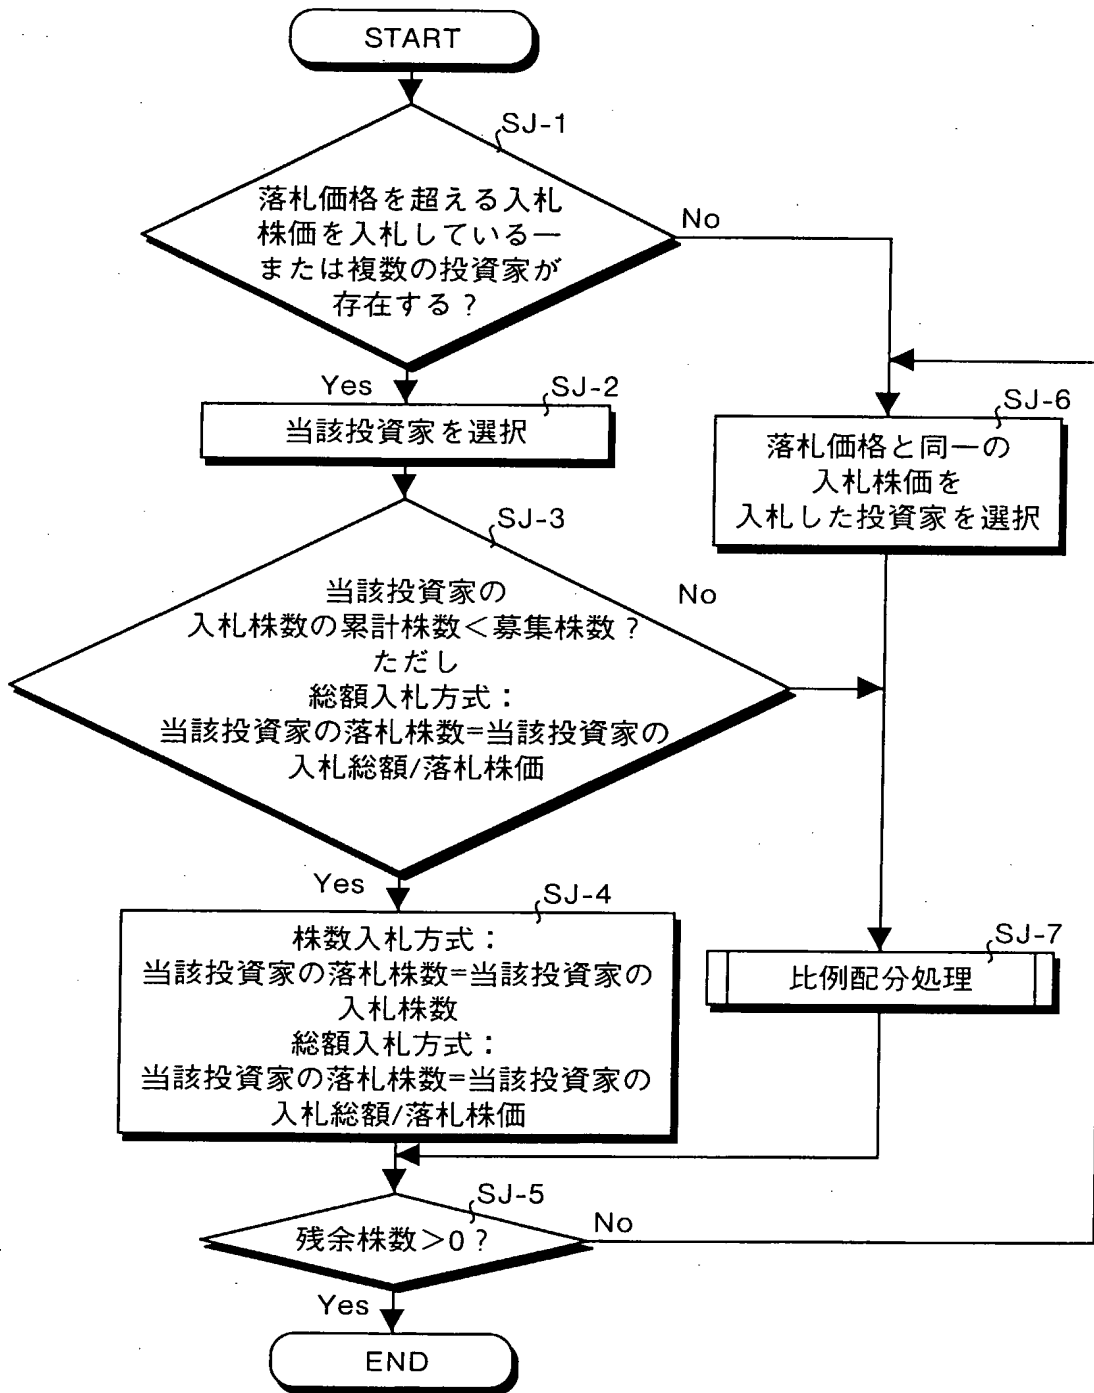 START
SJ-1
落札価格を超える入札
株価を入札している一
または複数の投資家が
存在する？
No
Yes
SJ-2
当該投資家を選択
SJ-6
落札価格と同一の
入札株価を
入札した投資家を選択
SJ-3
当該投資家の
入札株数の累計株数＜募集株数？
ただし
総額入札方式：
当該投資家の落札株数=当該投資家の
入札総額/落札株価
No
Yes
SJ-4
株数入札方式：
当該投資家の落札株数=当該投資家の
入札株数
総額入札方式：
当該投資家の落札株数=当該投資家の
入札総額/落札株価
SJ-7
比例配分処理
SJ-5
残余株数＞0？
No
Yes
END